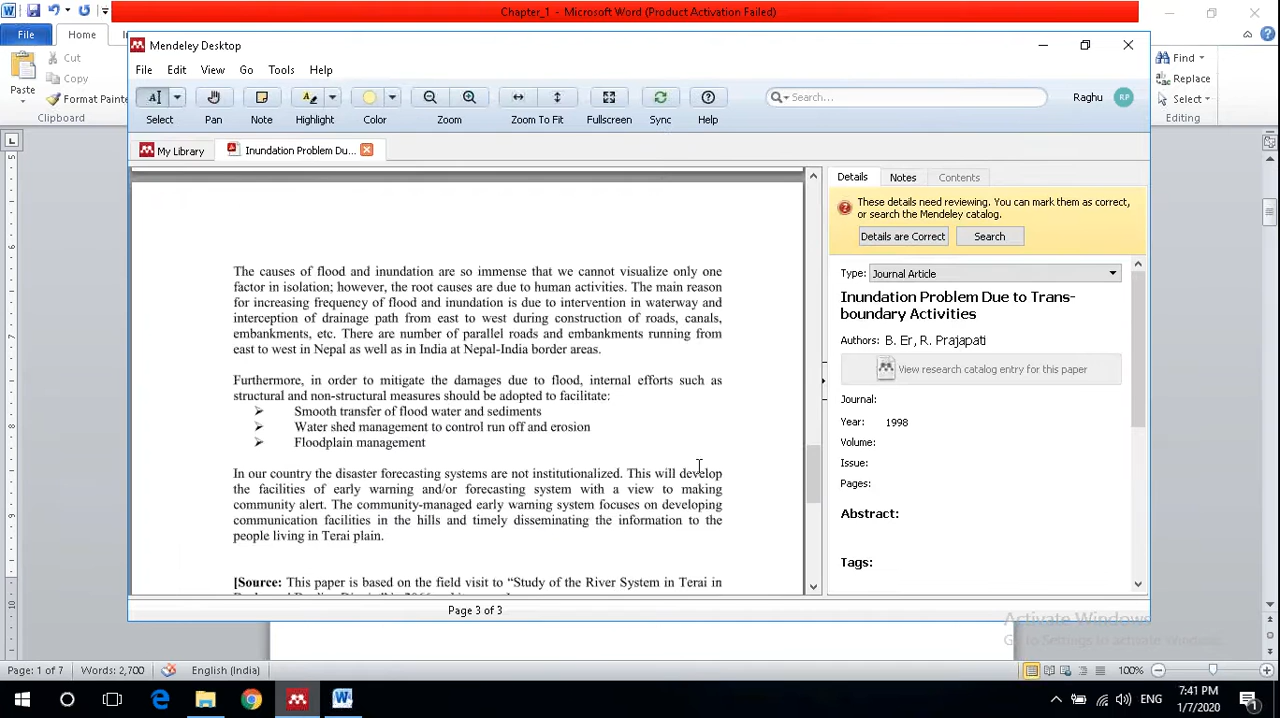 Chapter_1 - Microsoft Word (Product Activation Failed)
File
Home
Cut
Copy
Format Painte
Paste
Clipboard
Find
Replace
Select
Editing
Mendeley Desktop
File Edit View Go Tools Help
Select Pan Note Highlight Color Zoom Zoom To Fit Fullscreen Sync Help
Search...
Raghu RP
My Library
Inundation Problem Du...
The causes of flood and inundation are so immense that we cannot visualize only one
factor in isolation; however, the root causes are due to human activities. The main reason
for increasing frequency of flood and inundation is due to intervention in waterway and
interception of drainage path from east to west during construction of roads, canals,
embankments, etc. There are number of parallel roads and embankments running from
east to west in Nepal as well as in India at Nepal-India border areas.
Furthermore, in order to mitigate the damages due to flood, internal efforts such as
structural and non-structural measures should be adopted to facilitate:
Smooth transfer of flood water and sediments
Water shed management to control run off and erosion
Floodplain management
In our country the disaster forecasting systems are not institutionalized. This will develop
the facilities of early warning and/or forecasting system with a view to making
community alert. The community-managed early warning system focuses on developing
communication facilities in the hills and timely disseminating the information to the
people living in Terai plain.
[Source: This paper is based on the field visit to “Study of the River System in Terai in
Page 3 of 3
Details Notes Contents
These details need reviewing. You can mark them as correct,
or search the Mendeley catalog.
Details are Correct
Search
Type: Journal Article
Inundation Problem Due to Trans-
boundary Activities
Authors: B. Er, R. Prajapati
View research catalog entry for this paper
Journal:
Year: 1998
Volume:
Issue:
Pages:
Abstract:
Tags:
Activate Windows
Go to Settings to activate Windows.
Page: 1 of 7 Words: 2,700 English (India)
100%
ENG
7:41 PM
1/7/2020